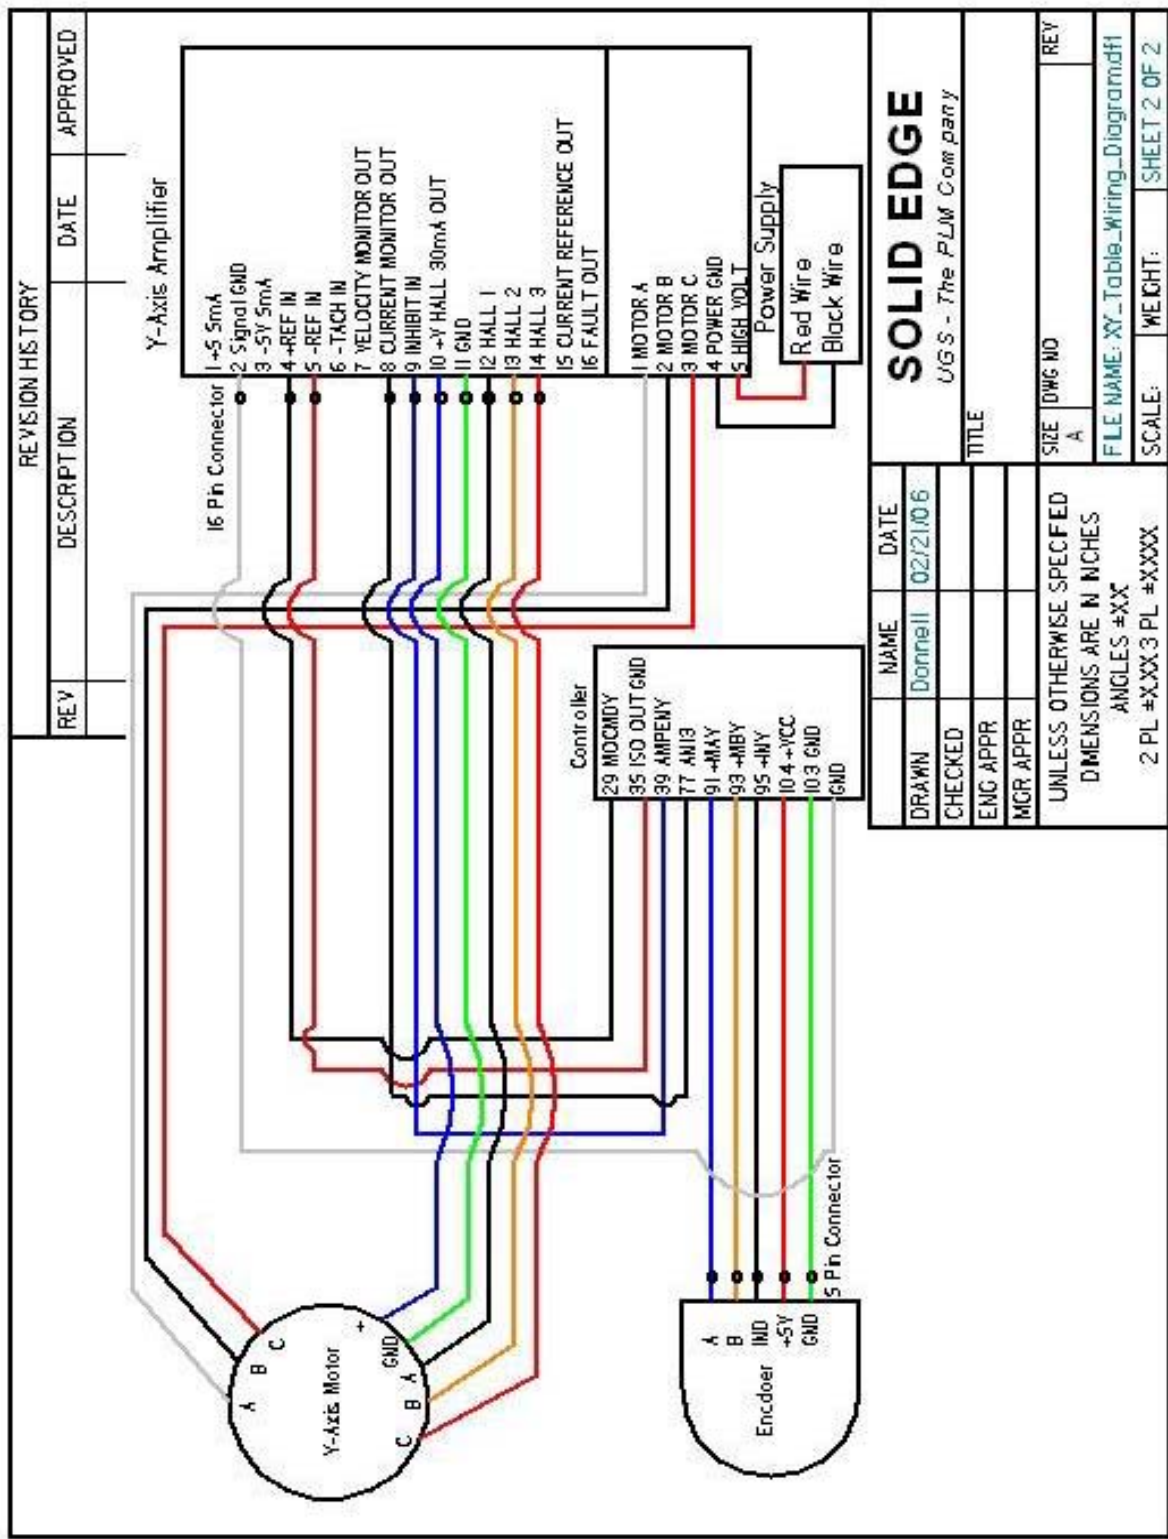 REVISION HISTORY
REV DESCRIPTION DATE APPROVED
Y-Axis Amplifier
16 Pin Connector
1 +5 5mA
2 Signal GND
3 -5V 5mA
4 +REF IN
5 -REF IN
6 -TACH IN
7 VELOCITY MONITOR OUT
8 CURRENT MONITOR OUT
9 INHIBIT IN
10 +V HALL 30mA OUT
11 GND
12 HALL 1
13 HALL 2
14 HALL 3
15 CURRENT REFERENCE OUT
16 FAULT OUT
1 MOTOR A
2 MOTOR B
3 MOTOR C
4 POWER GND
5 HIGH VOLT
Power Supply
Red Wire
Black Wire
Controller
29 MOCMDY
35 ISO OUT GND
39 AMPENY
77 ANI3
91 +MAY
93 +MBY
95 +INY
104 +VCC
103 GND
GND
Y-Axis Motor
A
B
C
+
GND
A
B
C
Encdoer
A
B
IND
+5V
GND
5 Pin Connector
NAME DATE
DRAWN Donnell 02/21/06
CHECKED
ENG APPR
MGR APPR
UNLESS OTHERWISE SPECIFIED
DIMENSIONS ARE IN INCHES
ANGLES ±X.X°
2 PL ±X.XX 3 PL ±X.XXX
SOLID EDGE
UGS - The PLM Company
TITLE
SIZE A DWG NO REV
FILE NAME: XY_Table_Wiring_Diagram.dft
SCALE: WEIGHT: SHEET 2 OF 2